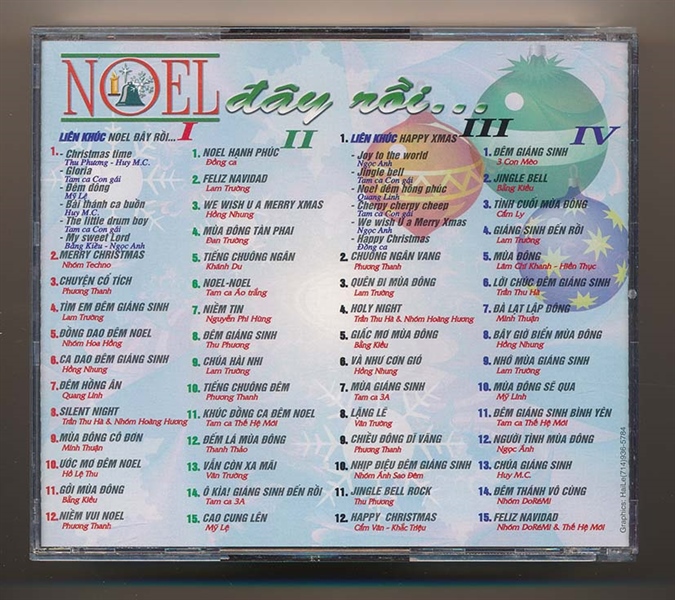 NOEL đây rồi...
I
LIÊN KHÚC NOEL ĐÂY RỒI...
1.
- Christmas time
Thu Phương - Huy M.C.
- Gloria
Tam ca Con gái
- Đêm đông
Mỹ Lệ
- Bài thánh ca buồn
Huy M.C.
- The little drum boy
Tam ca Con gái
- My sweet Lord
Bằng Kiều - Ngọc Anh
2. MERRY CHRISTMAS
Nhóm Techno
3. CHUYỆN CỔ TÍCH
Phương Thanh
4. TÌM EM ĐÊM GIÁNG SINH
Lam Trường
5. ĐỒNG DAO ĐÊM NOEL
Nhóm Hoa Hồng
6. CA DAO ĐÊM GIÁNG SINH
Hồng Nhung
7. ĐÊM HỒNG ÂN
Quang Linh
8. SILENT NIGHT
Trần Thu Hà & Nhóm Hoàng Hương
9. MÙA ĐÔNG CÔ ĐƠN
Minh Thuận
10. ƯỚC MƠ ĐÊM NOEL
Hồ Lệ Thu
11. GỌI MÙA ĐÔNG
Bằng Kiều
12. NIỀM VUI NOEL
Phương Thanh
II
1. NOEL HẠNH PHÚC
Đồng ca
2. FELIZ NAVIDAD
Lam Trường
3. WE WISH U A MERRY XMAS
Hồng Nhung
4. MÙA ĐÔNG TÀN PHAI
Đan Trường
5. TIẾNG CHUÔNG NGÂN
Khánh Du
6. NOEL-NOEL
Tam ca Áo trắng
7. NIỀM TIN
Nguyễn Phi Hùng
8. ĐÊM GIÁNG SINH
Thu Phương
9. CHÚA HÀI NHI
Lam Trường
10. TIẾNG CHUÔNG ĐÊM
Phương Thanh
11. KHÚC ĐỒNG CA ĐÊM NOEL
Tam ca Thế Hệ Mới
12. ĐẾM LÁ MÙA ĐÔNG
Thanh Thảo
13. VẪN CÒN XA MÃI
Vân Trường
14. Ô KÌA! GIÁNG SINH ĐẾN RỒI
Tam ca 3A
15. CAO CUNG LÊN
Mỹ Lệ
III
1. LIÊN KHÚC HAPPY XMAS
- Joy to the world
Ngọc Anh
- Jingle bell
Tam ca Con gái
- Noel đêm hồng phúc
Quang Linh
- Cherpy cherpy cheep
Tam ca Con gái
- We wish U a Merry Xmas
Ngọc Anh
- Happy Christmas
Đồng ca
2. CHUÔNG NGÂN VANG
Phương Thanh
3. QUÊN ĐI MÙA ĐÔNG
Lam Trường
4. HOLY NIGHT
Trần Thu Hà & Nhóm Hoàng Hương
5. GIẤC MƠ MÙA ĐÔNG
Bằng Kiều
6. VÀ NHƯ CƠN GIÓ
Hồng Nhung
7. MÙA GIÁNG SINH
Tam ca 3A
8. LẶNG LẼ
Vân Trường
9. CHIỀU ĐÔNG DĨ VÃNG
Phương Thanh
10. NHỊP ĐIỆU ĐÊM GIÁNG SINH
Nhóm Ánh Sao Đêm
11. JINGLE BELL ROCK
Thu Phương
12. HAPPY CHRISTMAS
Cẩm Vân - Khắc Triệu
IV
1. ĐÊM GIÁNG SINH
3 Con Mèo
2. JINGLE BELL
Bằng Kiều
3. TÌNH CUỐI MÙA ĐÔNG
Cẩm Ly
4. GIÁNG SINH ĐẾN RỒI
Lam Trường
5. MÙA ĐÔNG
Lâm Chí Khanh - Hiền Thục
6. LỜI CHÚC ĐÊM GIÁNG SINH
Trần Thu Hà
7. ĐÀ LẠT LẬP ĐÔNG
Minh Thuận
8. BÂY GIỜ BIỂN MÙA ĐÔNG
Hồng Nhung
9. NHỚ MÙA GIÁNG SINH
Lam Trường
10. MÙA ĐÔNG SẼ QUA
Mỹ Linh
11. ĐÊM GIÁNG SINH BÌNH YÊN
Tam ca Thế Hệ Mới
12. NGƯỜI TÌNH MÙA ĐÔNG
Ngọc Ánh
13. CHÚA GIÁNG SINH
Huy M.C.
14. ĐÊM THÁNH VÔ CÙNG
Nhóm DoRéMi
15. FELIZ NAVIDAD
Nhóm DoRéMi & Thế Hệ Mới
Graphics: HaiLe(714)936-5784